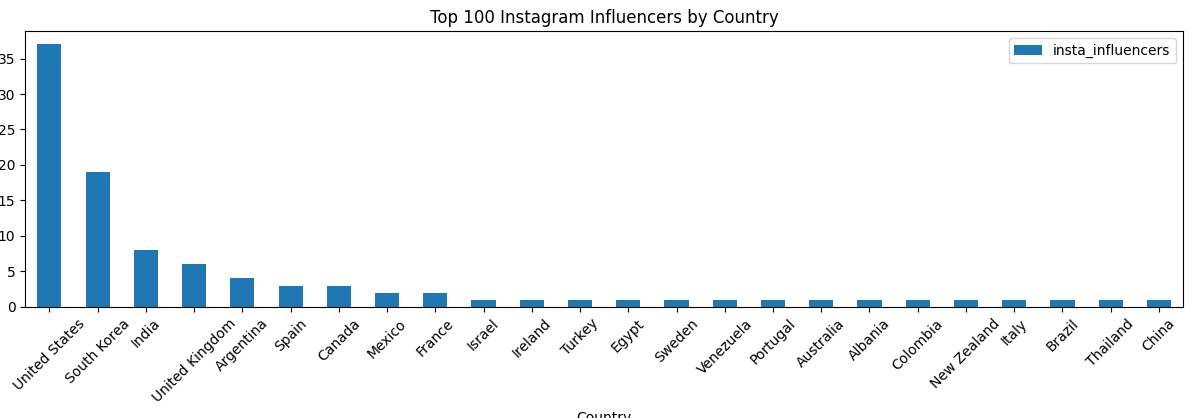 Top 100 Instagram Influencers by Country
insta_influencers
35
30
25
20
15
10
5
0
United States
South Korea
India
United Kingdom
Argentina
Spain
Canada
Mexico
France
Israel
Ireland
Turkey
Egypt
Sweden
Venezuela
Portugal
Australia
Albania
Colombia
New Zealand
Italy
Brazil
Thailand
China
Country